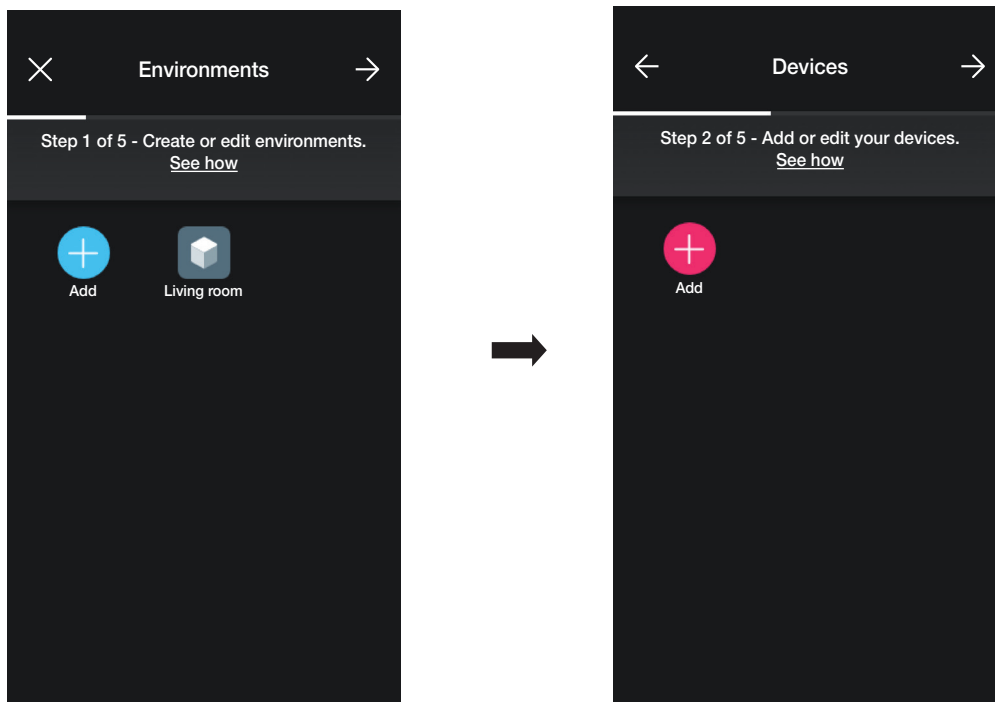 Environments
Step 1 of 5 - Create or edit environments.
See how
Add
Living room
Devices
Step 2 of 5 - Add or edit your devices.
See how
Add